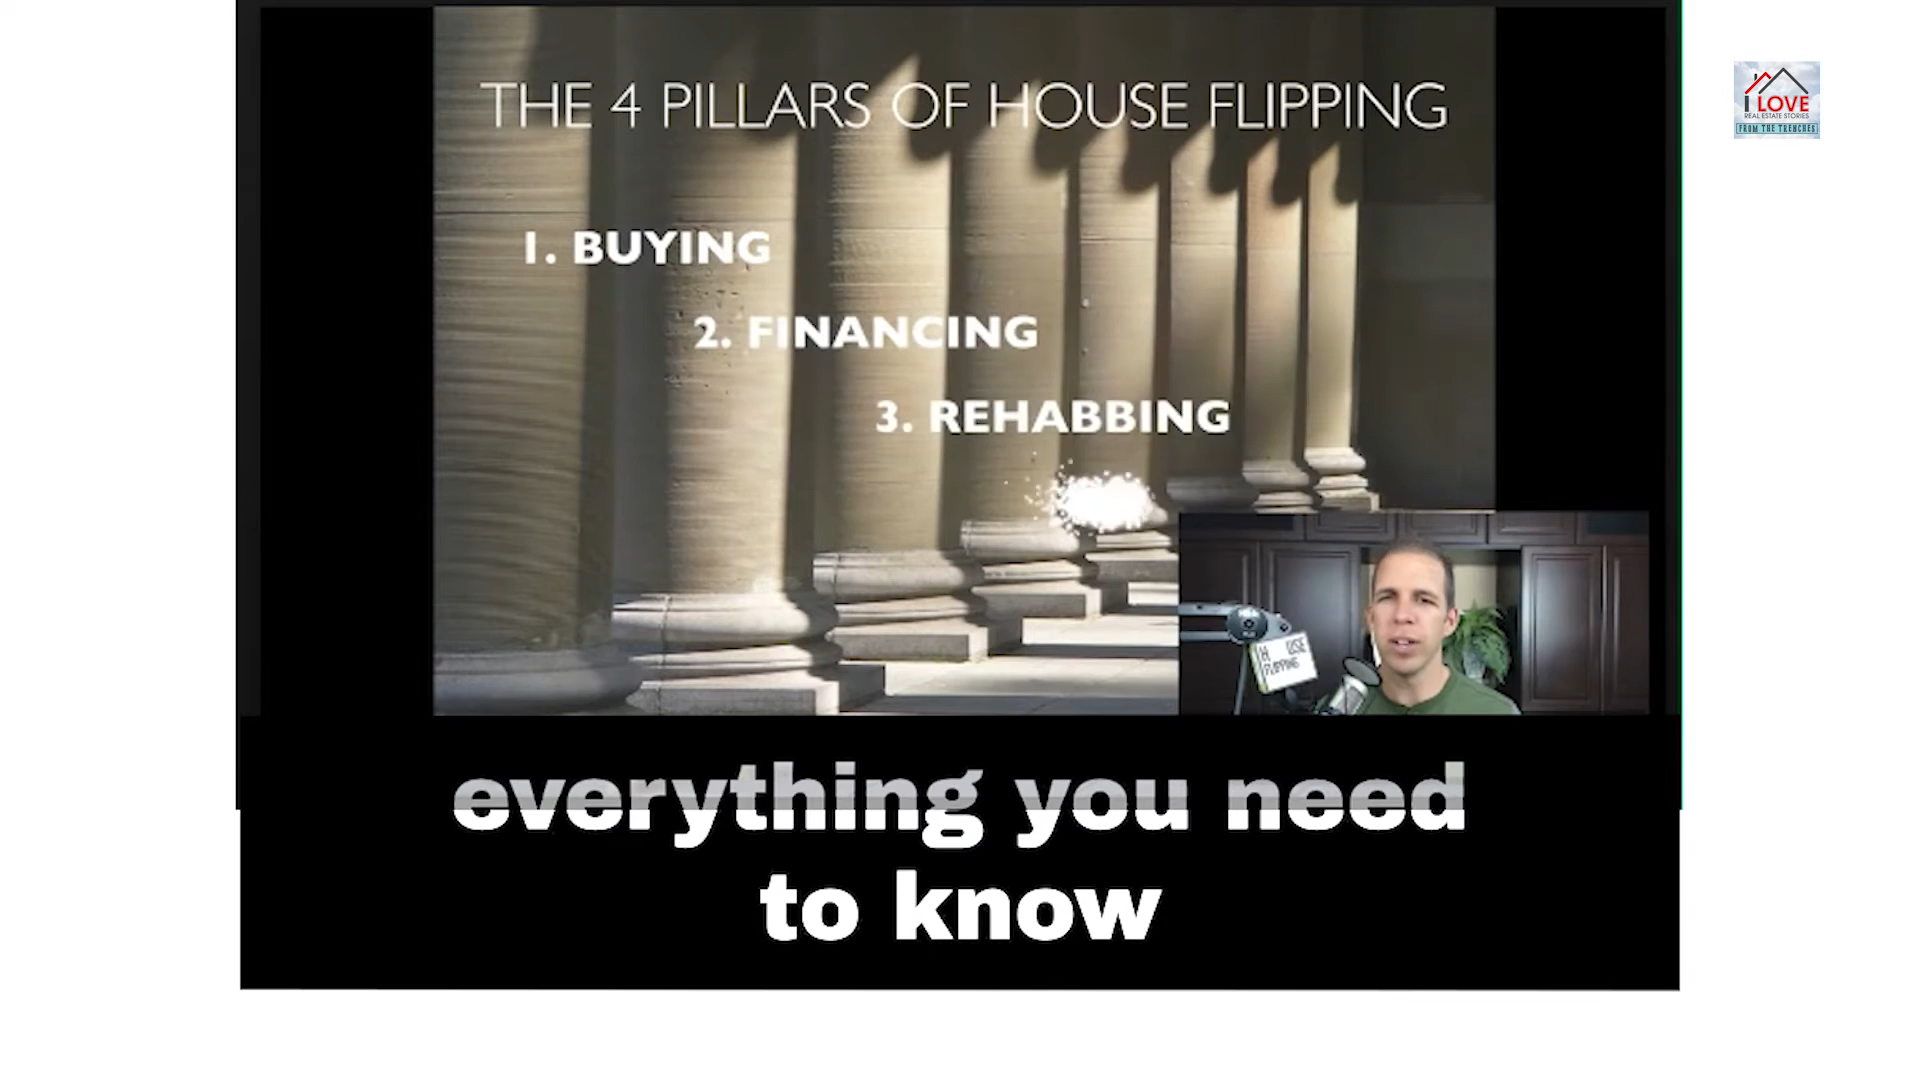 THE 4 PILLARS OF HOUSE FLIPPING
I LOVE
REAL ESTATE STORIES
FROM THE TRENCHES
1. BUYING
2. FINANCING
3. REHABBING
FLIPPING
everything you need
to know